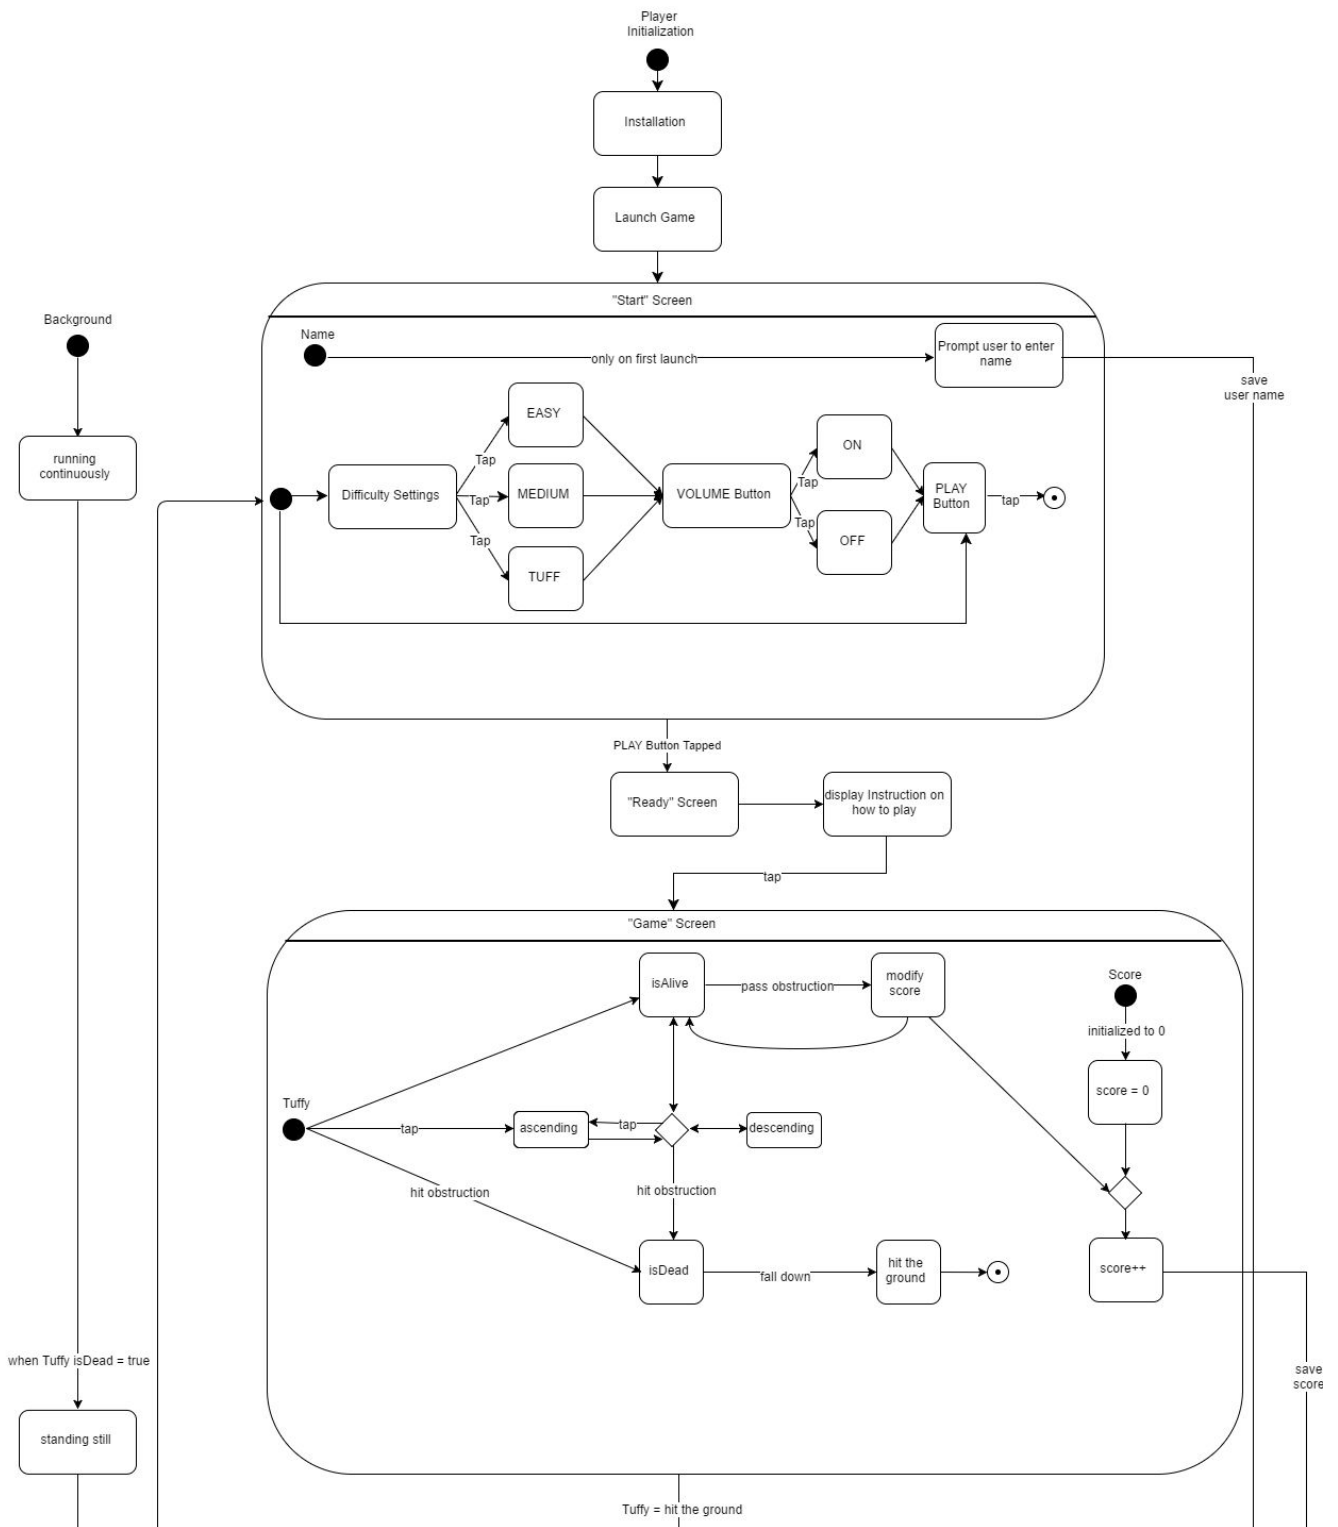 Player
Initialization
Installation
Launch Game
"Start" Screen
Background
Name
only on first launch
Prompt user to enter
name
save
user name
running
continuously
Difficulty Settings
Tap
Tap
Tap
EASY
MEDIUM
TUFF
VOLUME Button
Tap
Tap
ON
OFF
PLAY
Button
tap
PLAY Button Tapped
"Ready" Screen
display Instruction on
how to play
tap
"Game" Screen
isAlive
pass obstruction
modify
score
Score
initialized to 0
score = 0
Tuffy
tap
ascending
tap
descending
hit obstruction
hit obstruction
isDead
fall down
hit the
ground
score++
when Tuffy isDead = true
save
score
standing still
Tuffy = hit the ground